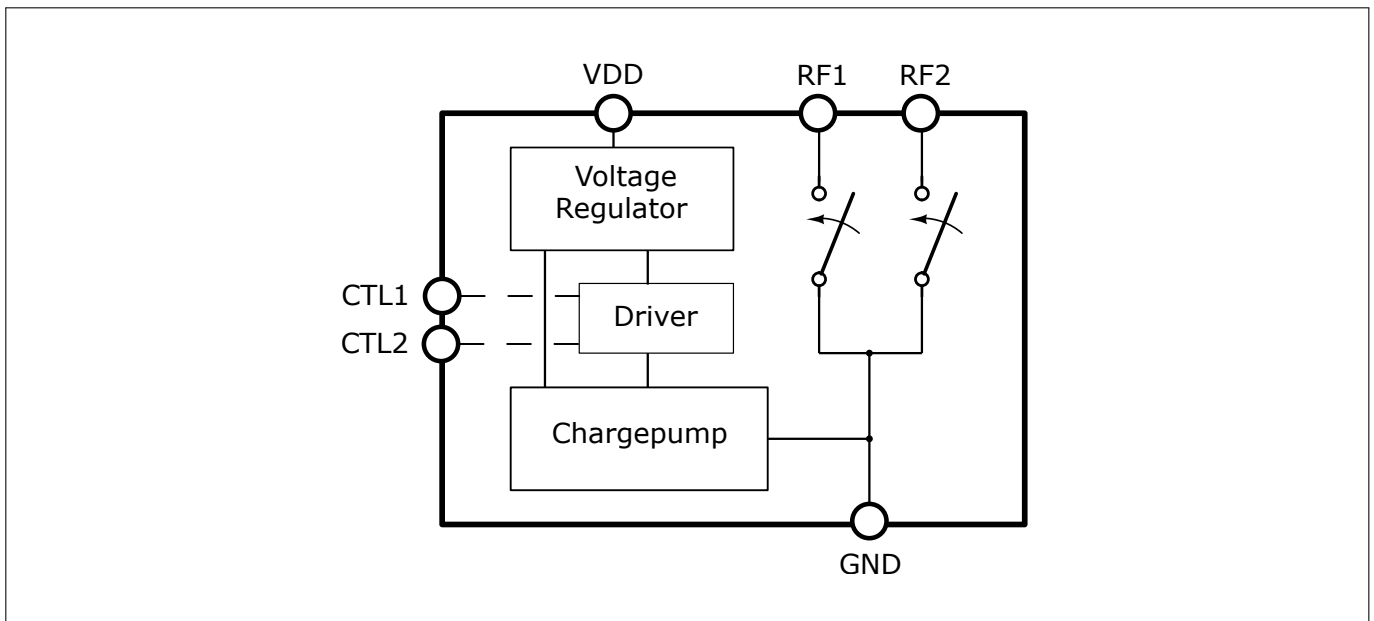 VDD
RF1
RF2
Voltage
Regulator
CTL1
CTL2
Driver
Chargepump
GND